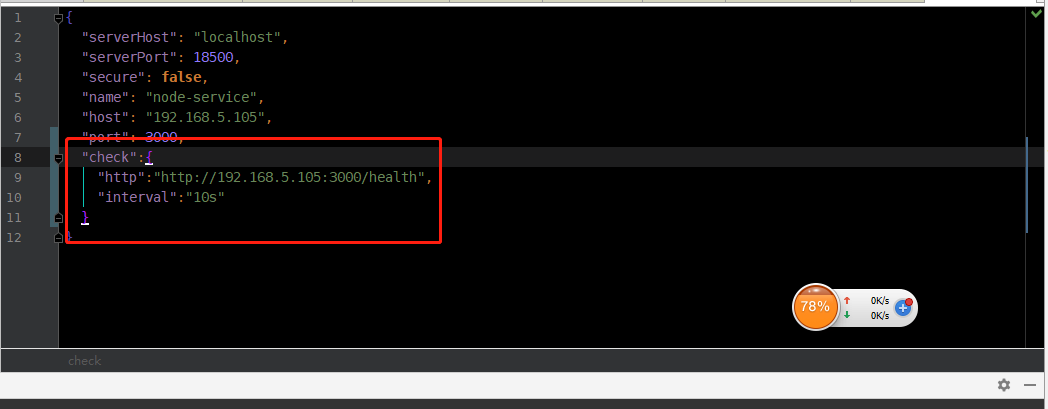 1 {
2 "serverHost": "localhost",
3 "serverPort": 18500,
4 "secure": false,
5 "name": "node-service",
6 "host": "192.168.5.105",
7 "port": 3000,
8 "check":{
9 "http":"http://192.168.5.105:3000/health",
10 "interval":"10s"
11 }
12 }
78%
0K/s
0K/s
check